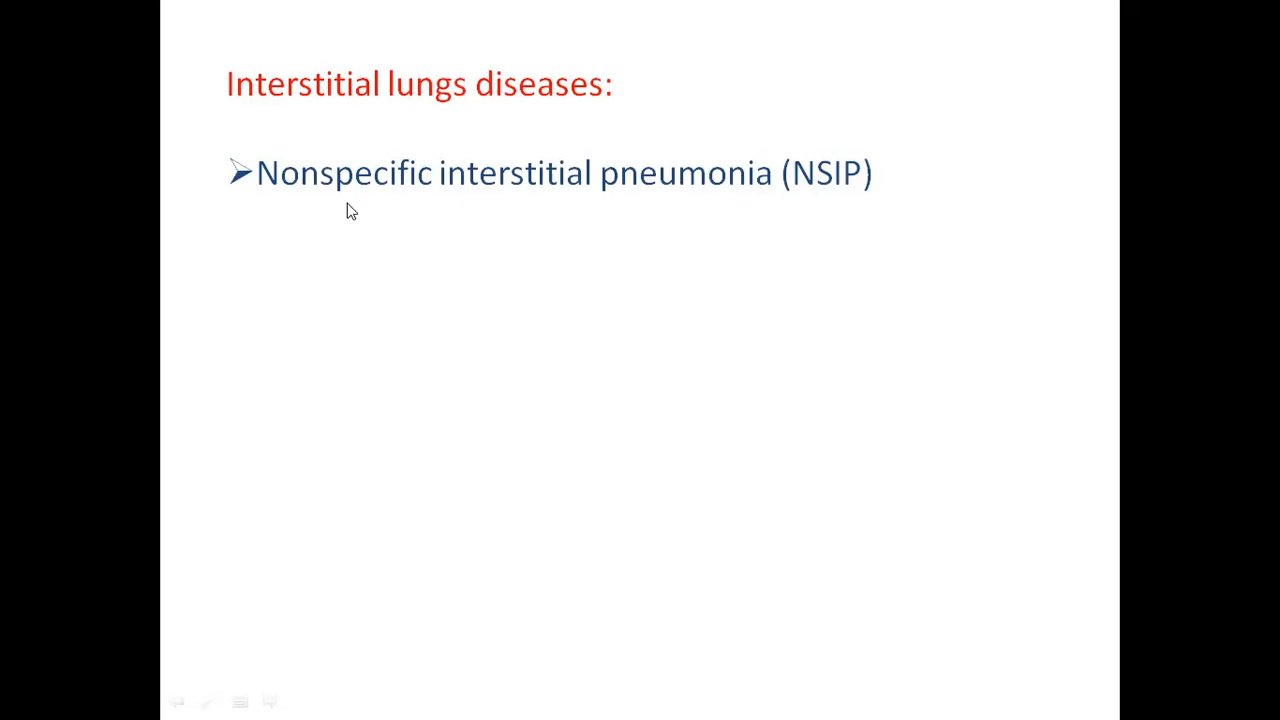 Interstitial lungs diseases:
➢Nonspecific interstitial pneumonia (NSIP)